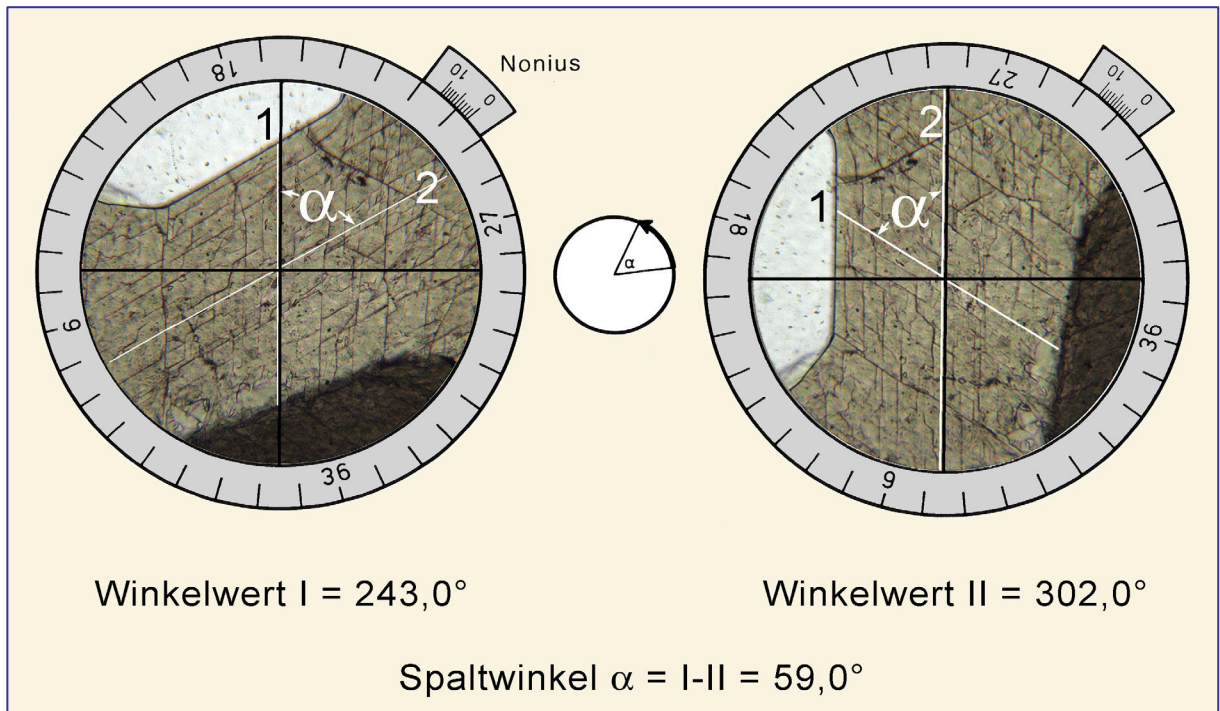 Nonius
18
10
0
1
2
α
27
9
36
α
27
10
0
2
1
α
18
36
9
Winkelwert I = 243,0°
Winkelwert II = 302,0°
Spaltwinkel α = I-II = 59,0°